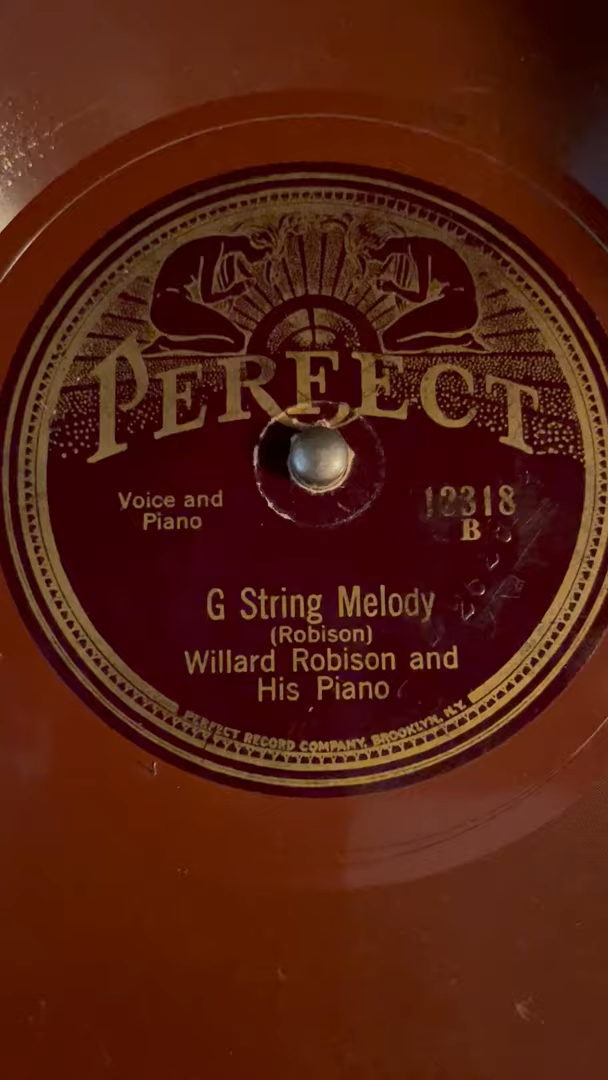 PERFECT
Voice and
Piano
12318
B
G String Melody
(Robison)
Willard Robison and
His Piano
PERFECT RECORD COMPANY, BROOKLYN, N.Y.